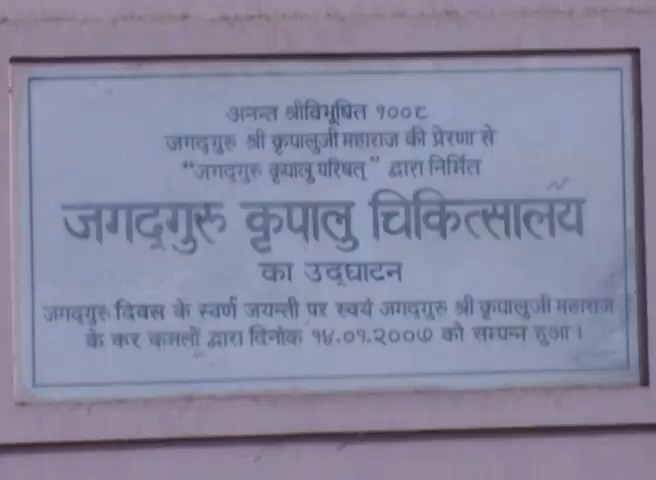 अनन्त श्रीविभूषित १००८
जगद्गुरु श्री कृपालुजी महाराज की प्रेरणा से
"जगद्गुरु कृपालु परिषत्" द्वारा निर्मित
जगद्गुरु कृपालु चिकित्सालय
का उद्घाटन
जगद्गुरु दिवस के स्वर्ण जयन्ती पर स्वयं जगद्गुरु श्री कृपालुजी महाराज
के कर कमलों द्वारा दिनाँक १४.०१.२००७ को सम्पन्न हुआ।